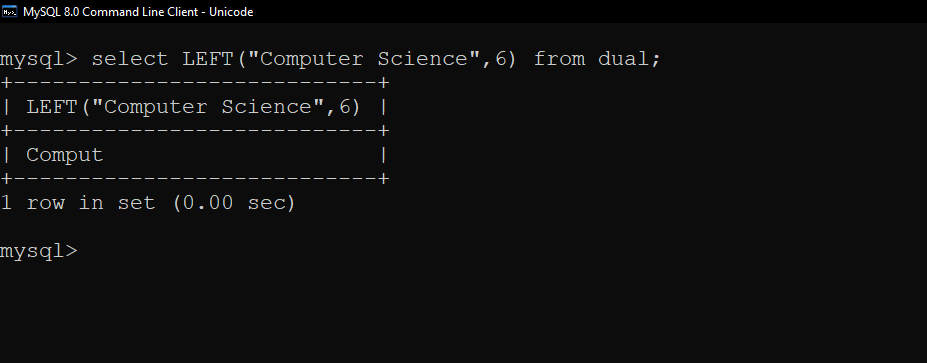 MySQL 8.0 Command Line Client - Unicode
mysql> select LEFT("Computer Science",6) from dual;
+----------------------------+
| LEFT("Computer Science",6) |
+----------------------------+
| Comput                     |
+----------------------------+
1 row in set (0.00 sec)
mysql>